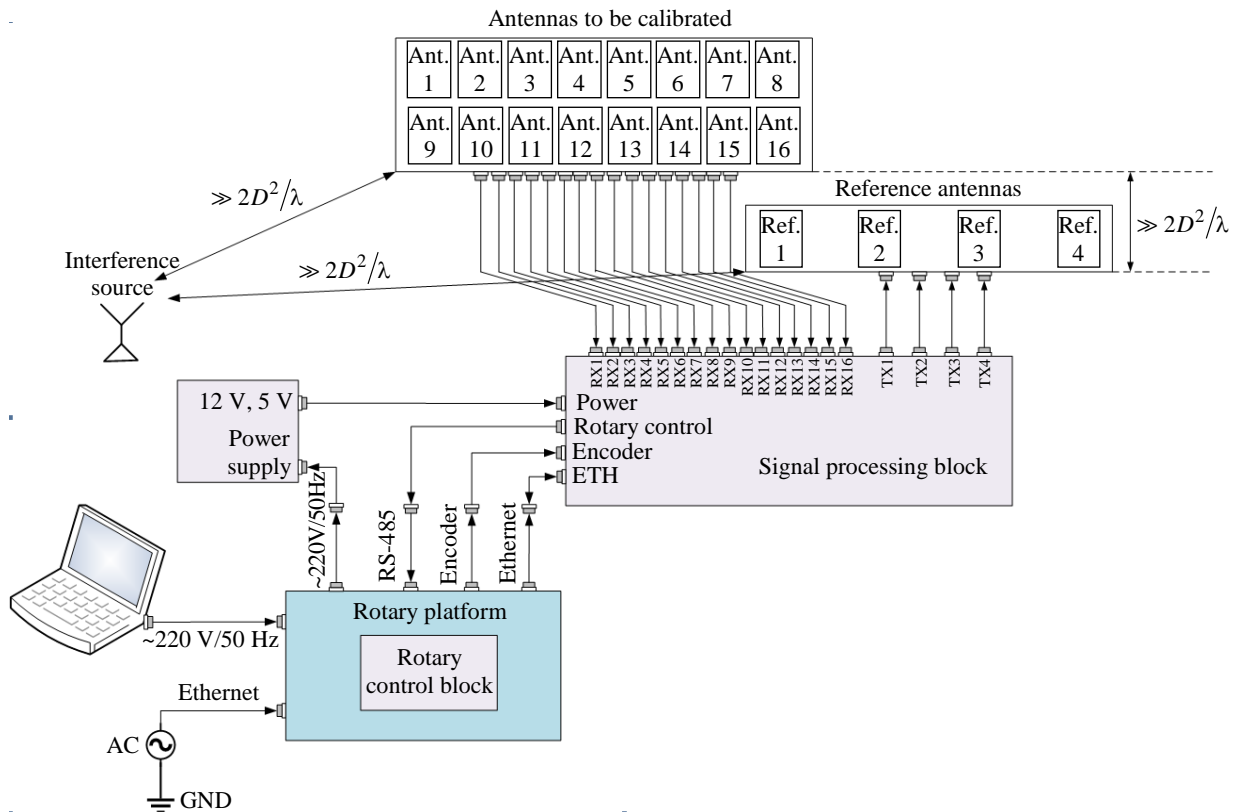 Antennas to be calibrated
Ant. 1
Ant. 2
Ant. 3
Ant. 4
Ant. 5
Ant. 6
Ant. 7
Ant. 8
Ant. 9
Ant. 10
Ant. 11
Ant. 12
Ant. 13
Ant. 14
Ant. 15
Ant. 16
≫ 2D²/λ
Reference antennas
Ref. 1
Ref. 2
Ref. 3
Ref. 4
≫ 2D²/λ
≫ 2D²/λ
Interference
source
RX1
RX2
RX3
RX4
RX5
RX6
RX7
RX8
RX9
RX10
RX11
RX12
RX13
RX14
RX15
RX16
TX1
TX2
TX3
TX4
12 V, 5 V
Power
supply
Power
Rotary control
Encoder
ETH
Signal processing block
~220V/50Hz
RS-485
Encoder
Ethernet
Rotary platform
Rotary
control block
~220 V/50 Hz
Ethernet
AC
GND